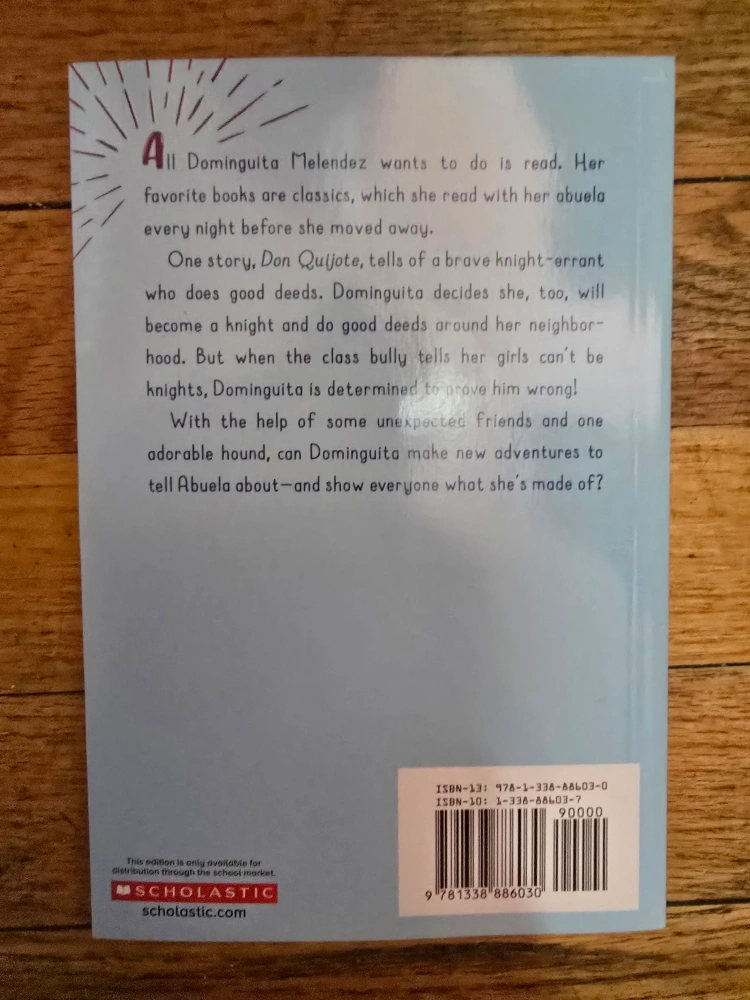 All Dominguita Melendez wants to do is read. Her
favorite books are classics, which she read with her abuela
every night before she moved away.
One story, Don Quijote, tells of a brave knight-errant
who does good deeds. Dominguita decides she, too, will
become a knight and do good deeds around her neighbor-
hood. But when the class bully tells her girls can't be
knights, Dominguita is determined to prove him wrong!
With the help of some unexpected friends and one
adorable hound, can Dominguita make new adventures to
tell Abuela about—and show everyone what she's made of?
ISBN-13: 978-1-338-88603-0
ISBN-10: 1-338-88603-7
90000
9 781338 886030
This edition is only available for
distribution through the school market.
SCHOLASTIC
scholastic.com